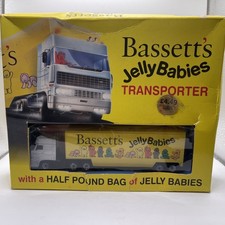 Bassett's
Jelly Babies
TRANSPORTER
Bassett's Jelly Babies
with a HALF POUND BAG of JELLY BABIES